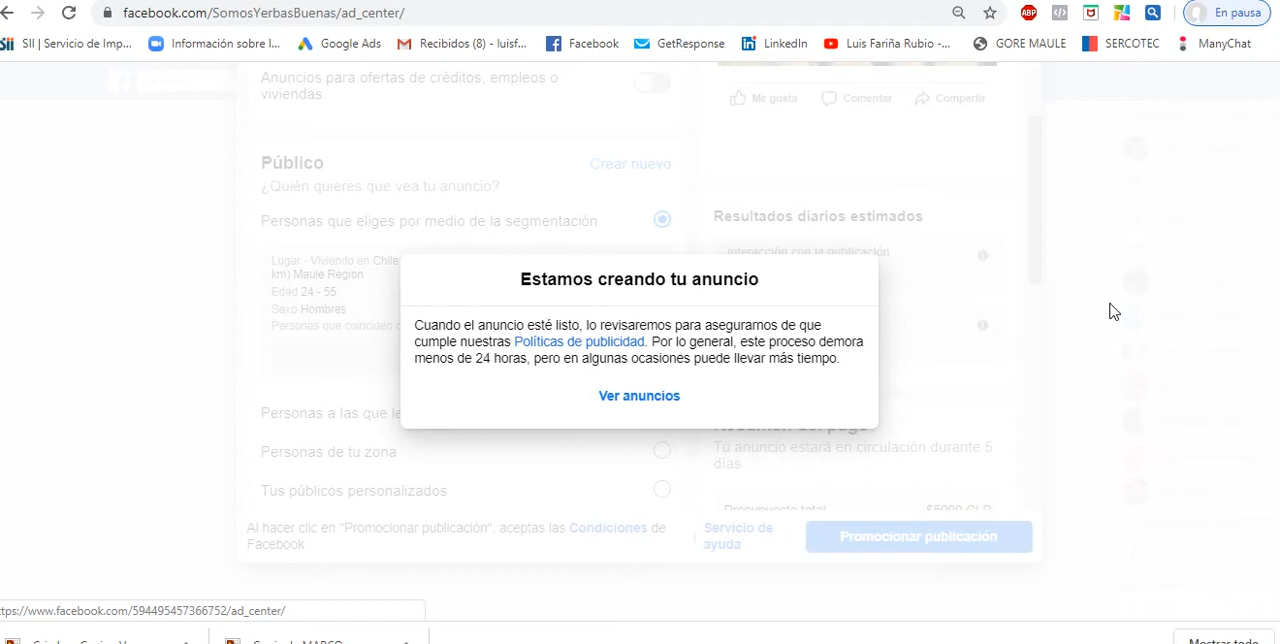 facebook.com/SomosYerbasBuenas/ad_center/
En pausa
SII | Servicio de Imp...
Información sobre l...
Google Ads
Recibidos (8) - luisf...
Facebook
GetResponse
LinkedIn
Luis Fariña Rubio -...
GORE MAULE
SERCOTEC
ManyChat
Anuncios para ofertas de créditos, empleos o
viviendas.
Me gusta
Comentar
Compartir
Público
Crear nuevo
¿Quién quieres que vea tu anuncio?
Personas que eliges por medio de la segmentación
Resultados diarios estimados
Interacción con la publicación
Lugar - Viviendo en Chile
km) Maule Region
Edad 24 - 55
Sexo Hombres
Personas que coinciden
Estamos creando tu anuncio
Cuando el anuncio esté listo, lo revisaremos para asegurarnos de que
cumple nuestras Políticas de publicidad. Por lo general, este proceso demora
menos de 24 horas, pero en algunas ocasiones puede llevar más tiempo.
Ver anuncios
Personas a las que le
Resumen del pago
Personas de tu zona
Tu anuncio estará en circulación durante 5
días.
Tus públicos personalizados
Presupuesto total
$5000 CLP
Al hacer clic en "Promocionar publicación", aceptas las Condiciones de
Facebook
Servicio de
ayuda
Promocionar publicación
ttps://www.facebook.com/594495457366752/ad_center/
Mostrar todo